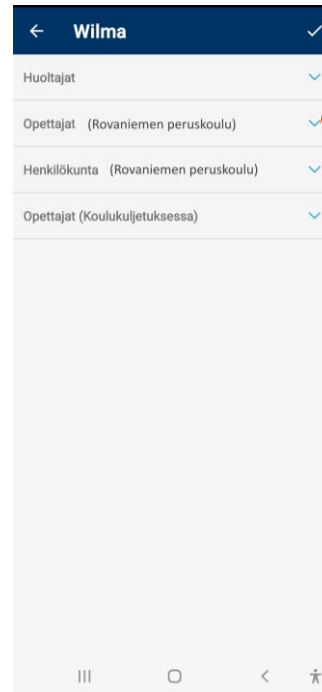 Wilma
Huoltajat
Opettajat (Rovaniemen peruskoulu)
Henkilökunta (Rovaniemen peruskoulu)
Opettajat (Koulukuljetuksessa)